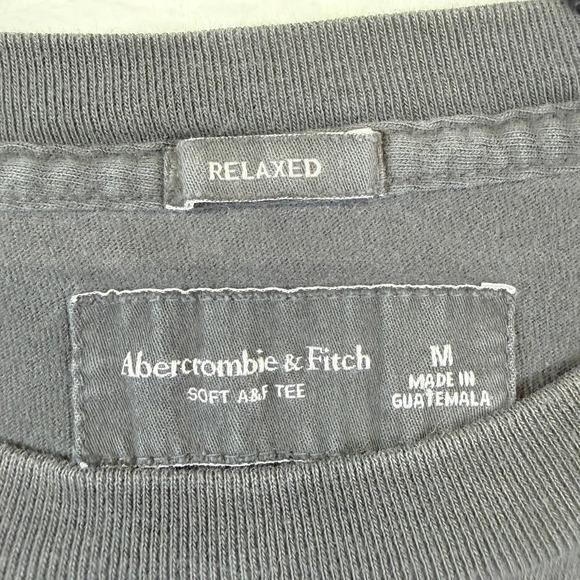 RELAXED
Abercrombie & Fitch
SOFT A&F TEE
M
MADE IN
GUATEMALA